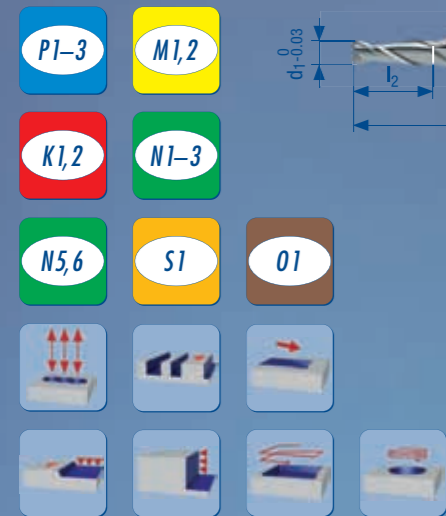 P1–3
M1,2
d1-0.03 0
l2
K1,2
N1–3
N5,6
S1
O1